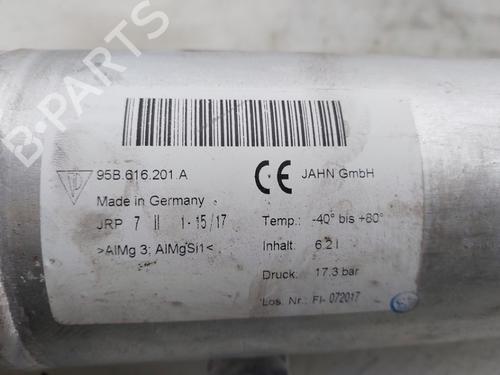 B-PARTS
95B.616.201.A
CE JAHN GmbH
Made in Germany
JRP 7 II 1-15/17
Temp.: -40° bis +80°
>AlMg 3; AlMgSi1<
Inhalt: 6.2 l
Druck: 17.3 bar
Los. Nr.: FI- 072017